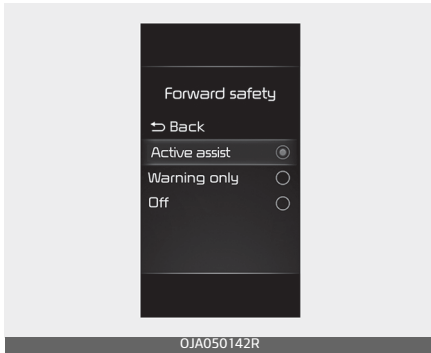 Forward safety
Back
Active assist
Warning only
Off
OJA050142R